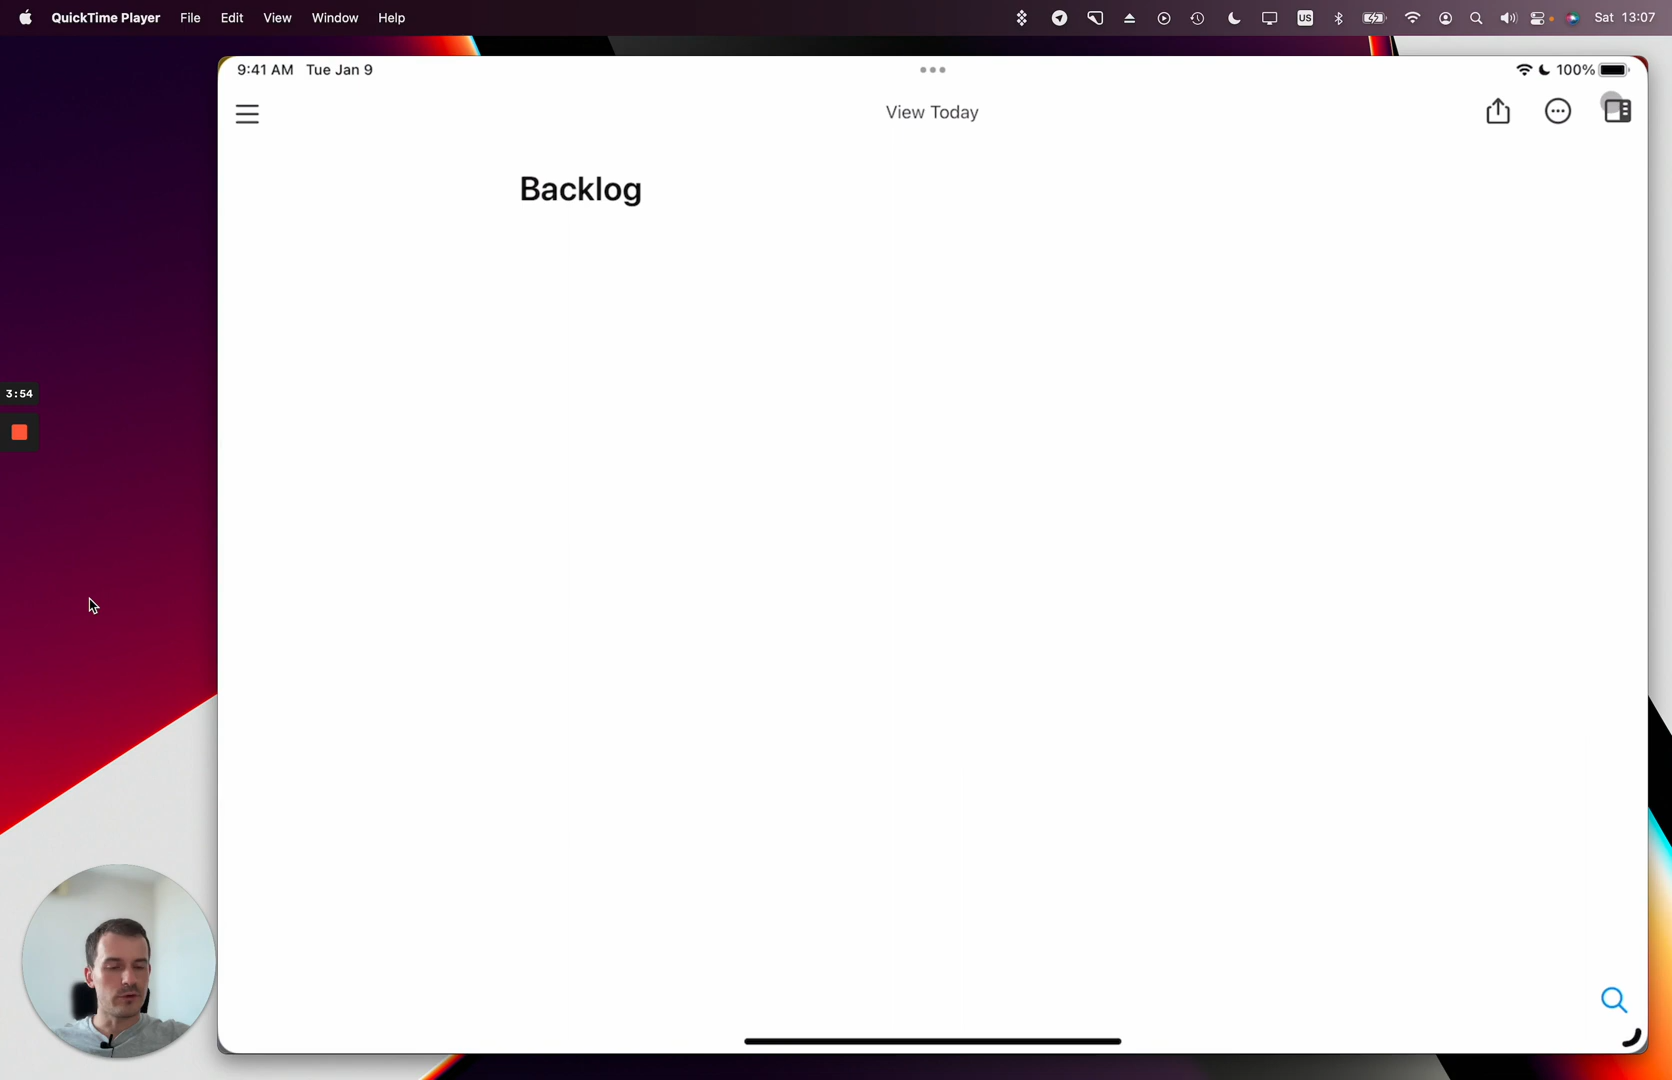 QuickTime Player File Edit View Window Help
US
Sat 13:07
9:41 AM Tue Jan 9
100%
View Today
Backlog
3:54